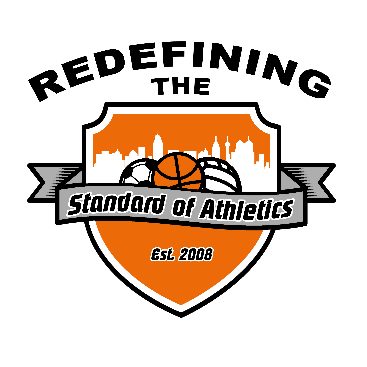 REDEFINING
THE
Standard of Athletics
Est. 2008